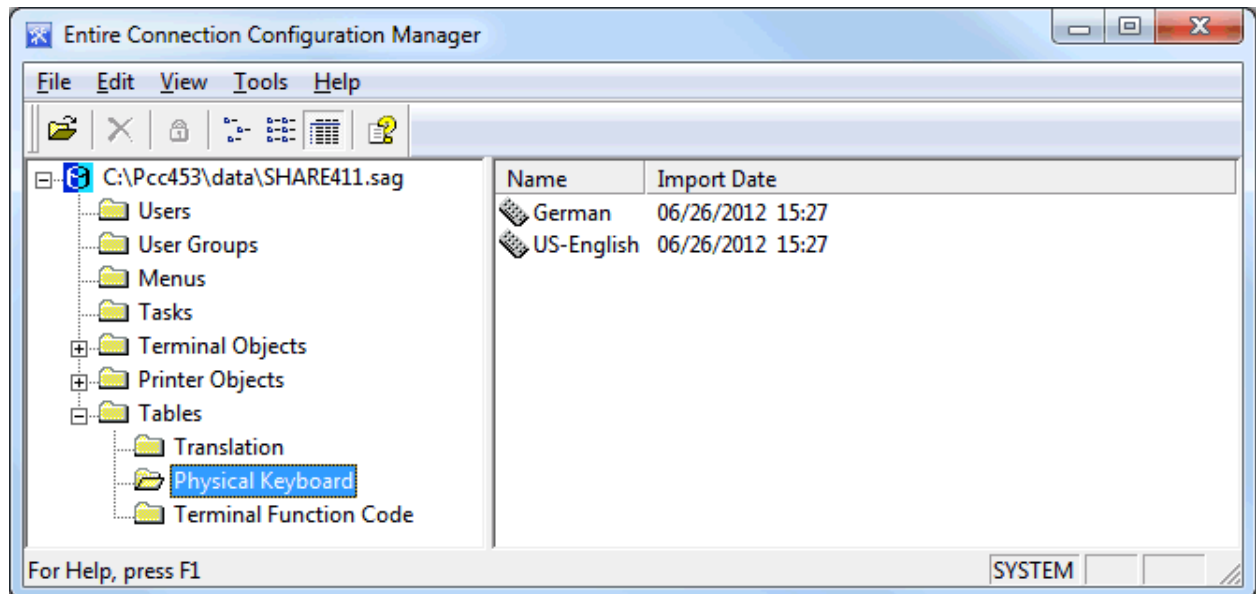 Entire Connection Configuration Manager
File Edit View Tools Help
C:\Pcc453\data\SHARE411.sag
Users
User Groups
Menus
Tasks
Terminal Objects
Printer Objects
Tables
Translation
Physical Keyboard
Terminal Function Code
Name Import Date
German 06/26/2012 15:27
US-English 06/26/2012 15:27
For Help, press F1 SYSTEM